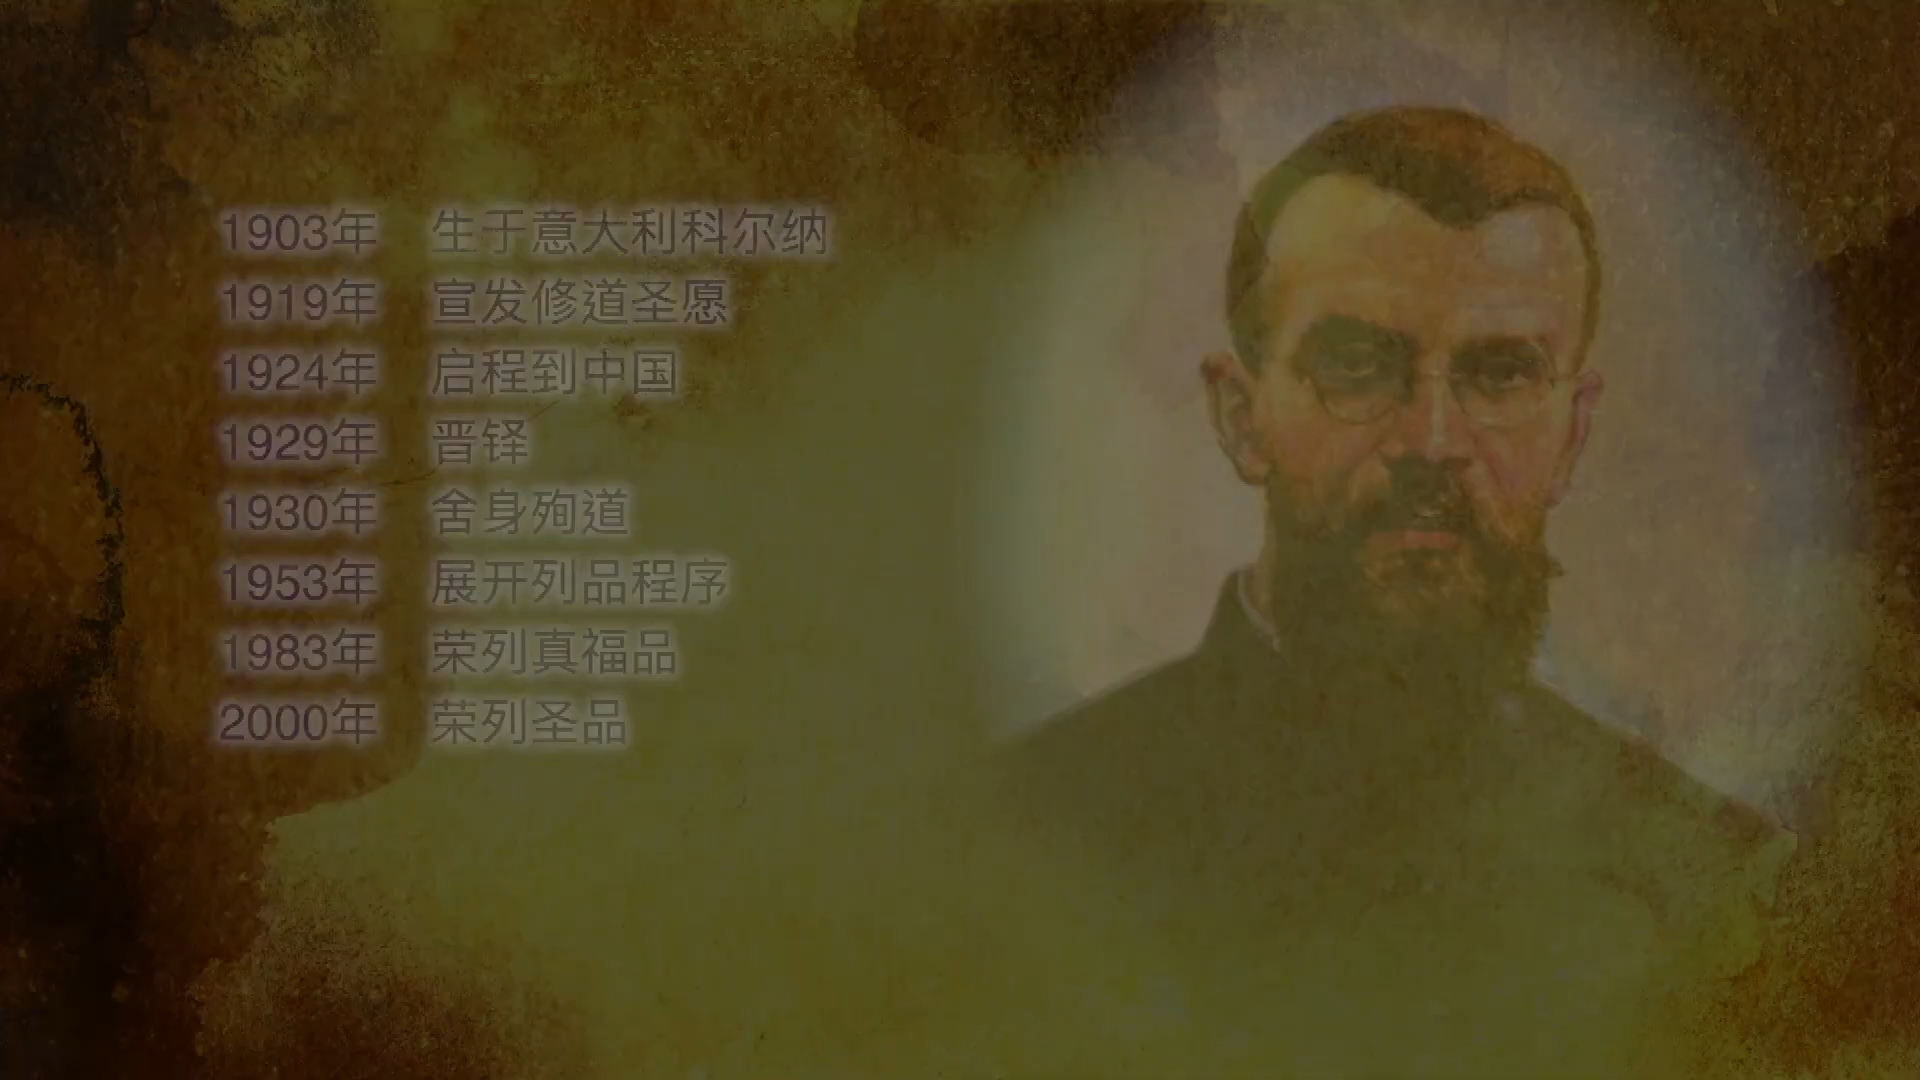 1903年 生于意大利科尔纳
1919年 宣发修道圣愿
1924年 启程到中国
1929年 晋铎
1930年 舍身殉道
1953年 展开列品程序
1983年 荣列真福品
2000年 荣列圣品